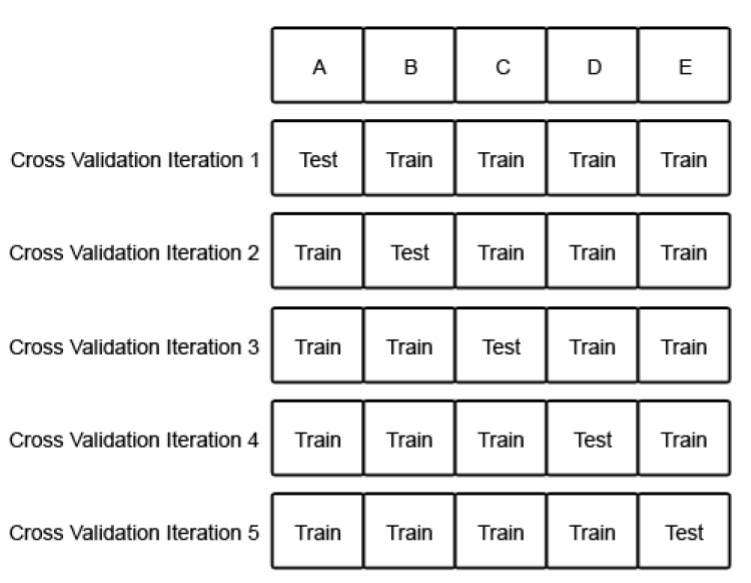 A B C D E
Cross Validation Iteration 1 Test Train Train Train Train
Cross Validation Iteration 2 Train Test Train Train Train
Cross Validation Iteration 3 Train Train Test Train Train
Cross Validation Iteration 4 Train Train Train Test Train
Cross Validation Iteration 5 Train Train Train Train Test